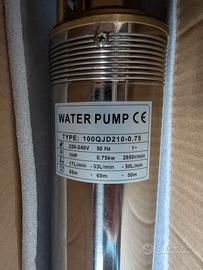 WATER PUMP CE
TYPE: 100QJD210-0.75
220-240V 50 Hz 1~
1HP 0.75kw 2850r/min
17L/min -33L/min -50L/min
65m - 60m - 50m
subito